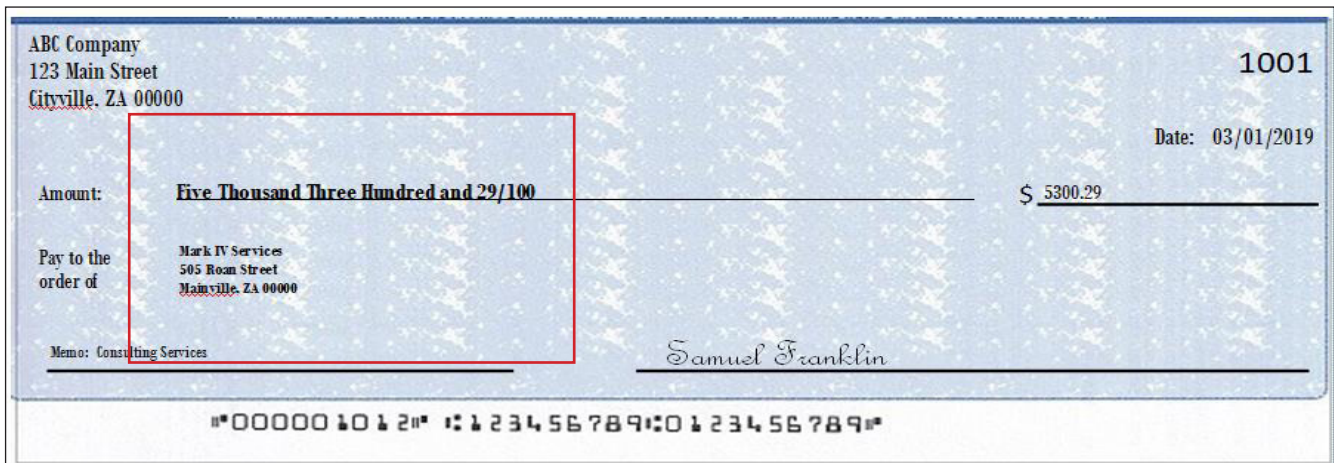 ABC Company
123 Main Street
Cityville, ZA 00000
1001
Date: 03/01/2019
Amount: Five Thousand Three Hundred and 29/100 $ 5300.29
Pay to the
order of
Mark IV Services
505 Roan Street
Mainville, ZA 00000
Memo: Consulting Services
Samuel Franklin
⑈000001012⑈ ⑆123456789⑆0123456789⑈